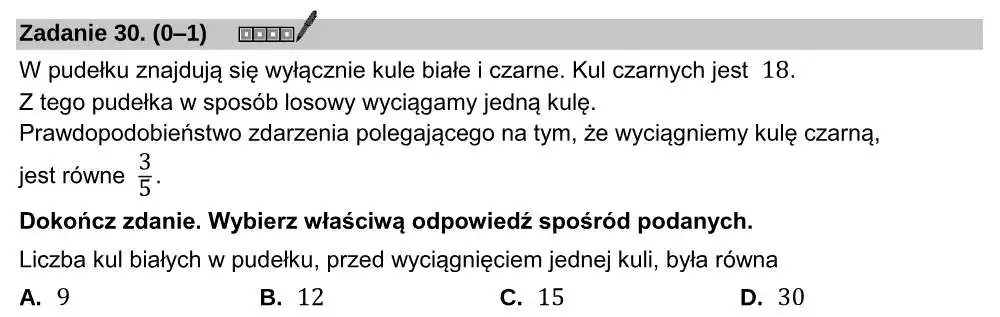 Zadanie 30. (0–1)
W pudełku znajdują się wyłącznie kule białe i czarne. Kul czarnych jest 18.
Z tego pudełka w sposób losowy wyciągamy jedną kulę.
Prawdopodobieństwo zdarzenia polegającego na tym, że wyciągniemy kulę czarną,
jest równe 3/5.
Dokończ zdanie. Wybierz właściwą odpowiedź spośród podanych.
Liczba kul białych w pudełku, przed wyciągnięciem jednej kuli, była równa
A. 9 B. 12 C. 15 D. 30